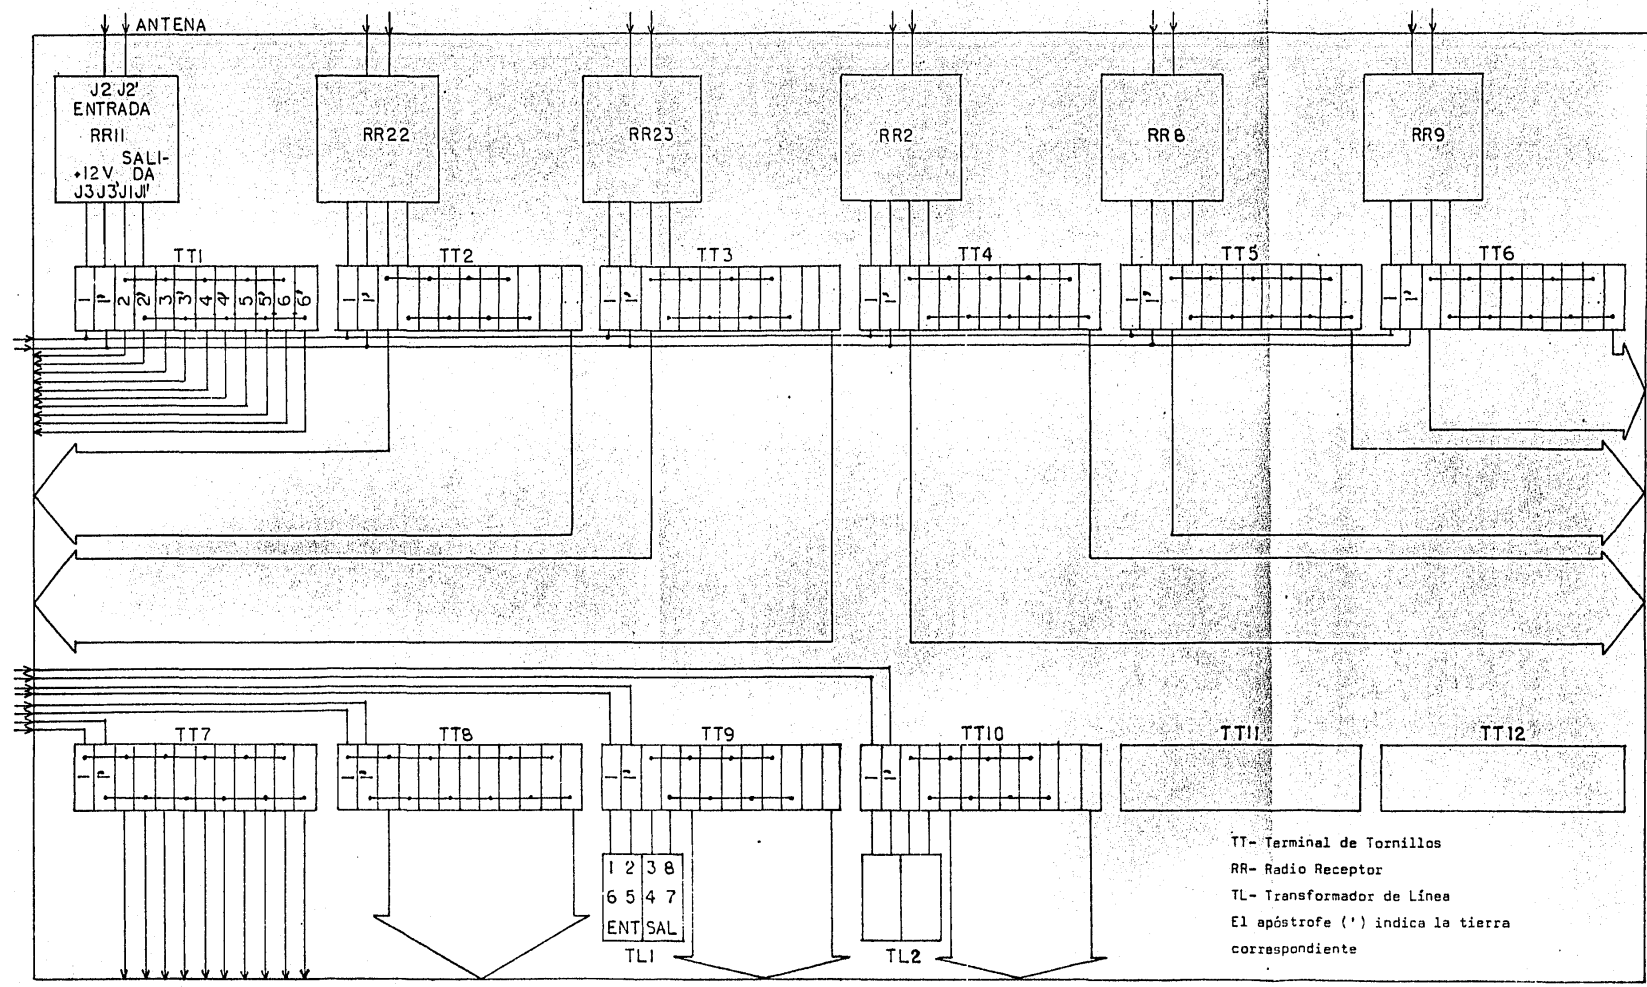 ANTENA
J2 J2'
ENTRADA
RR11
SALI-
+12V DA
J3 J3' J1 J1'
RR22
RR23
RR2
RR8
RR9
TT1
TT2
TT3
TT4
TT5
TT6
1 1' 2 2' 3 3' 4 4' 5 5' 6 6'
1 1'
1 1'
1 1'
1 1'
1 1'
TT7
TT8
TT9
TT10
TT11
TT12
1 1'
1 1'
1 1'
1 1'
1 2 3 8
6 5 4 7
ENT SAL
TL1
TL2
TT- Terminal de Tornillos
RR- Radio Receptor
TL- Transformador de Línea
El apóstrofe (') indica la tierra
correspondiente